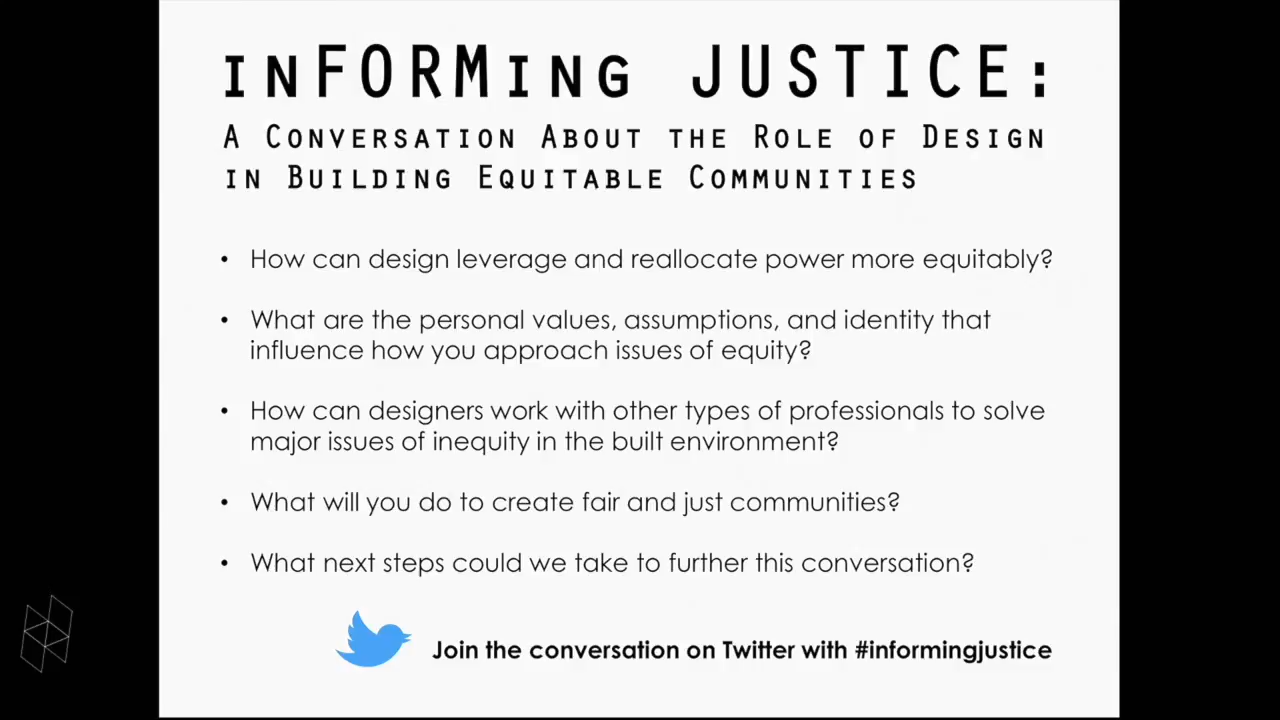 inFORMing JUSTICE:
A Conversation About the Role of Design
in Building Equitable Communities
• How can design leverage and reallocate power more equitably?
• What are the personal values, assumptions, and identity that
influence how you approach issues of equity?
• How can designers work with other types of professionals to solve
major issues of inequity in the built environment?
• What will you do to create fair and just communities?
• What next steps could we take to further this conversation?
Join the conversation on Twitter with #informingjustice